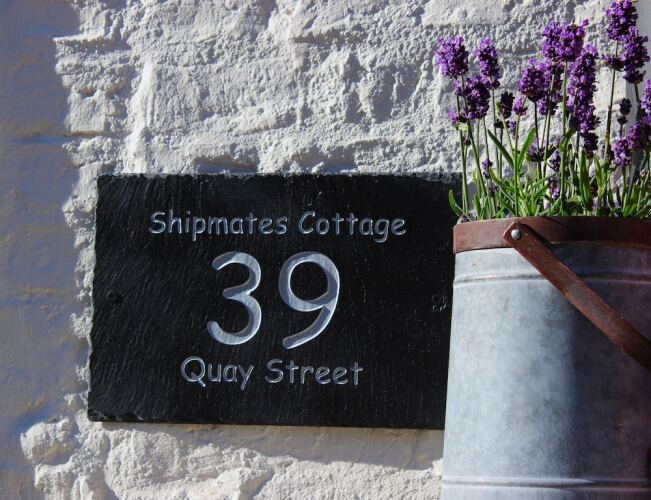 Shipmates Cottage
39
Quay Street